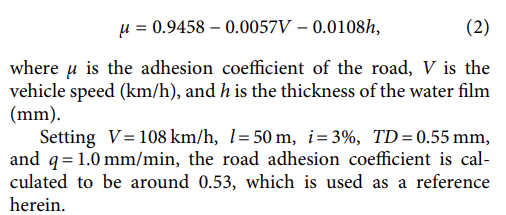 μ = 0.9458 − 0.0057V − 0.0108h, (2)
where μ is the adhesion coefficient of the road, V is the
vehicle speed (km/h), and h is the thickness of the water film
(mm).
Setting V = 108 km/h, l = 50 m, i = 3%, TD = 0.55 mm,
and q = 1.0 mm/min, the road adhesion coefficient is cal-
culated to be around 0.53, which is used as a reference
herein.